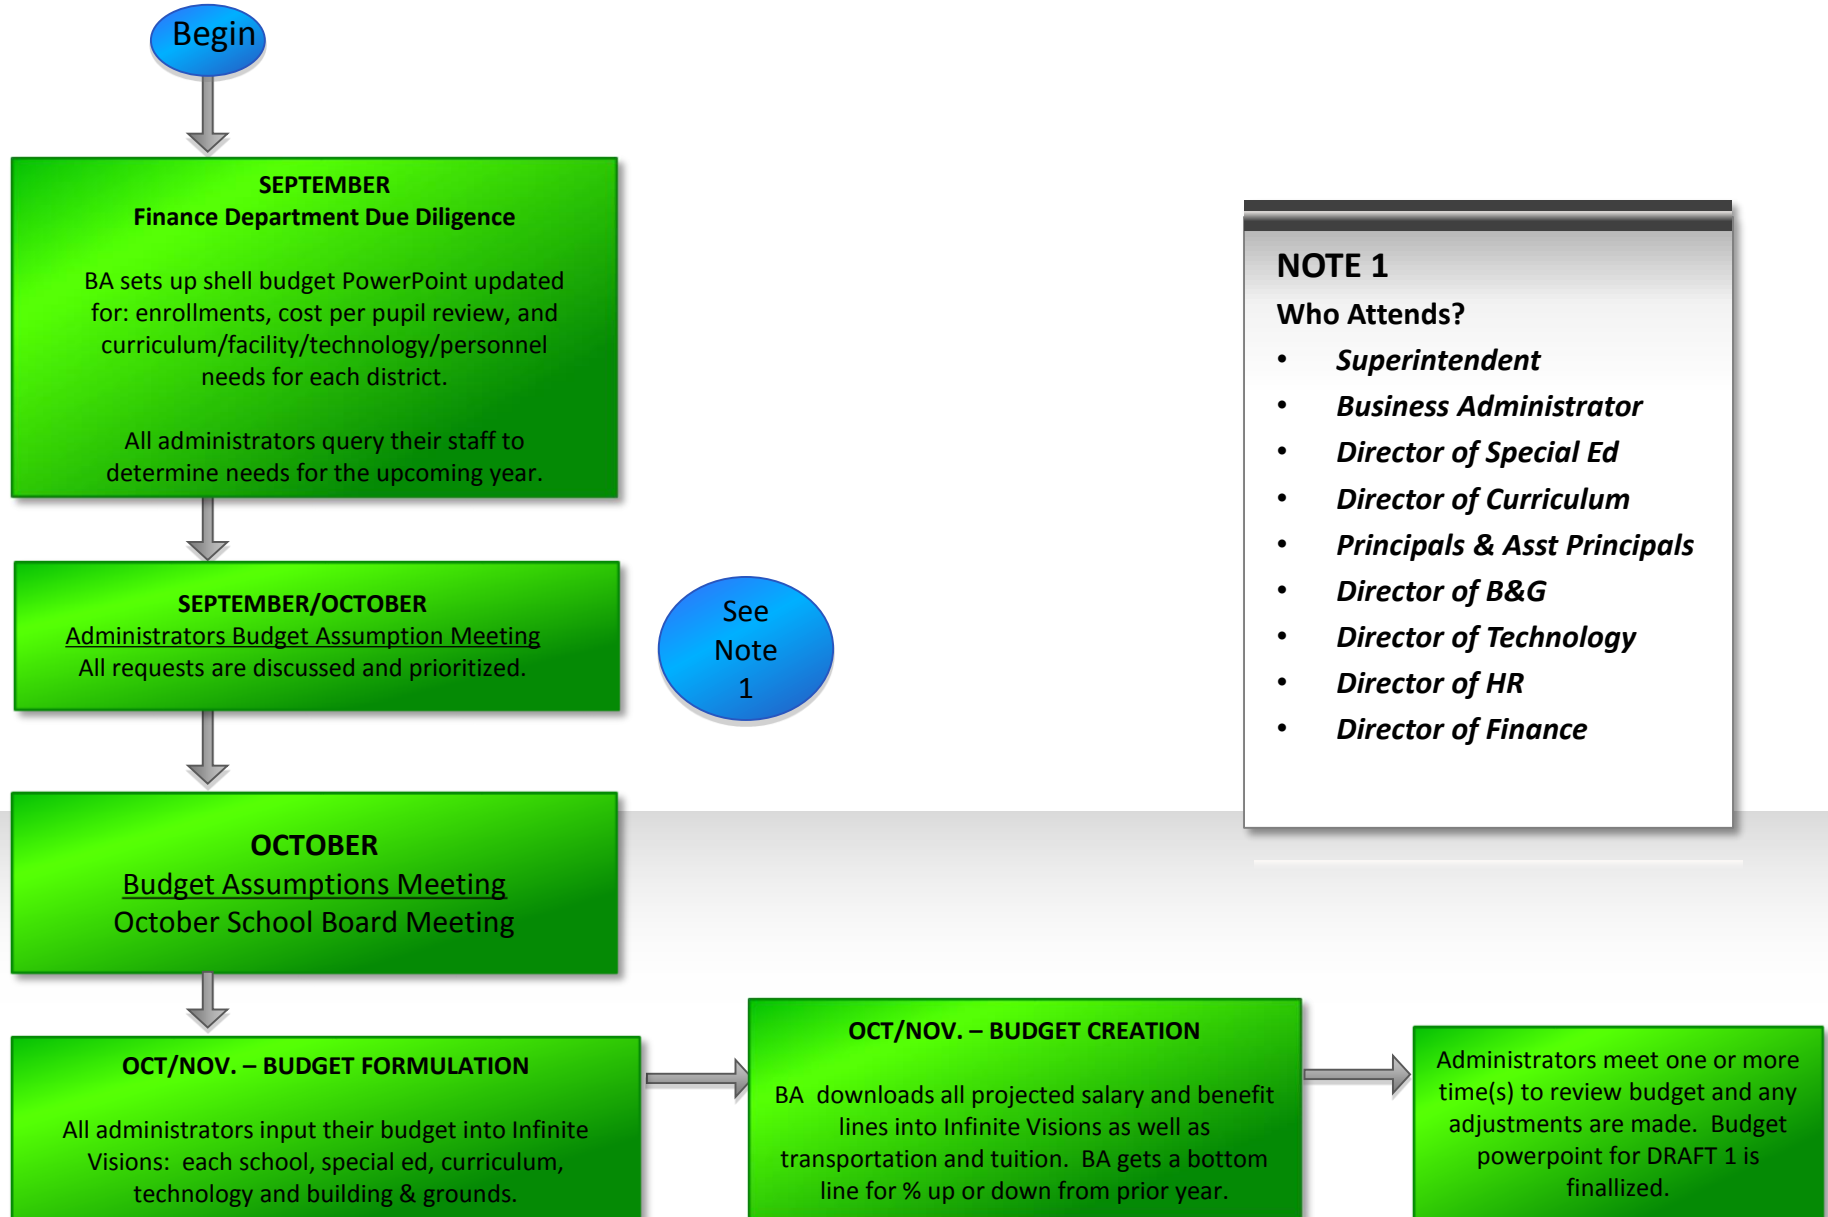 Begin
SEPTEMBER
Finance Department Due Diligence
BA sets up shell budget PowerPoint updated
for: enrollments, cost per pupil review, and
curriculum/facility/technology/personnel
needs for each district.
All administrators query their staff to
determine needs for the upcoming year.
SEPTEMBER/OCTOBER
Administrators Budget Assumption Meeting
All requests are discussed and prioritized.
See
Note
1
NOTE 1
Who Attends?
• Superintendent
• Business Administrator
• Director of Special Ed
• Director of Curriculum
• Principals & Asst Principals
• Director of B&G
• Director of Technology
• Director of HR
• Director of Finance
OCTOBER
Budget Assumptions Meeting
October School Board Meeting
OCT/NOV. – BUDGET FORMULATION
All administrators input their budget into Infinite
Visions: each school, special ed, curriculum,
technology and building & grounds.
OCT/NOV. – BUDGET CREATION
BA downloads all projected salary and benefit
lines into Infinite Visions as well as
transportation and tuition. BA gets a bottom
line for % up or down from prior year.
Administrators meet one or more
time(s) to review budget and any
adjustments are made. Budget
powerpoint for DRAFT 1 is
finallized.